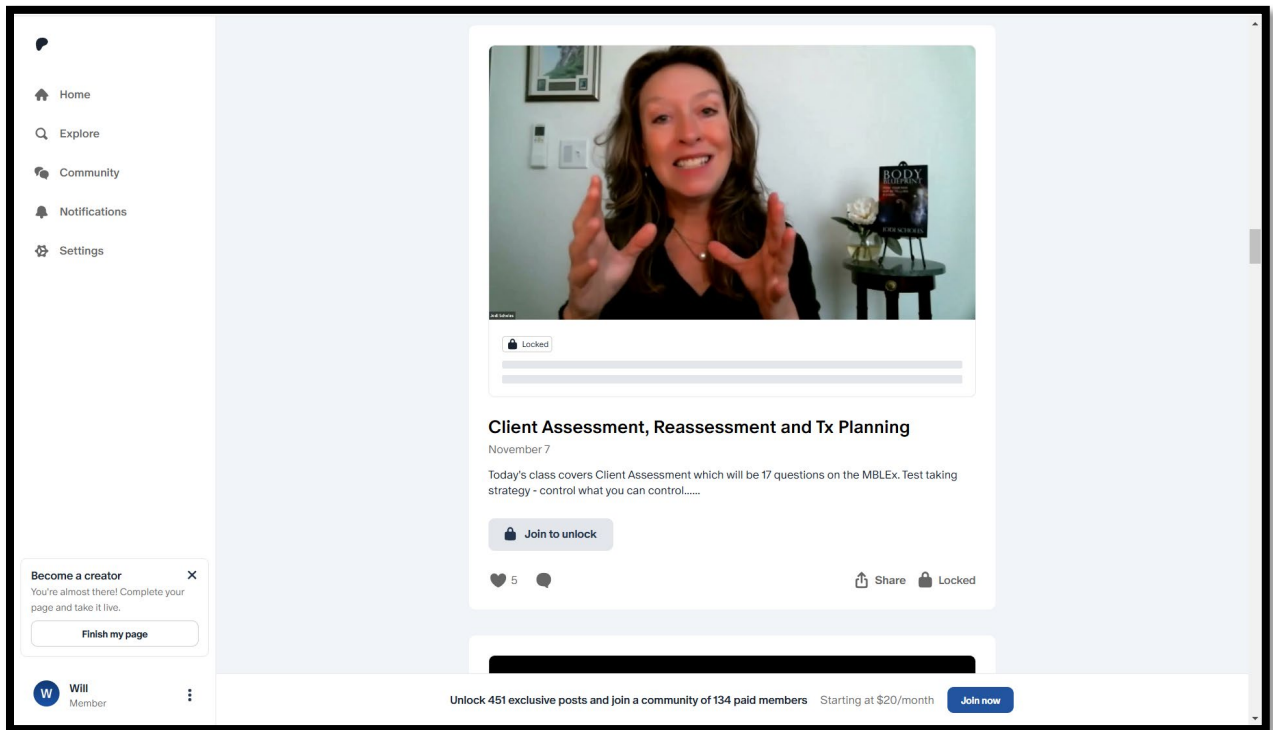 Home
Explore
Community
Notifications
Settings
Become a creator
You're almost there! Complete your
page and take it live.
Finish my page
W
Will
Member
BODY
BLUEPRINT
JODI SCHOLES
Jodi Scholes
Locked
Client Assessment, Reassessment and Tx Planning
November 7
Today's class covers Client Assessment which will be 17 questions on the MBLEx. Test taking
strategy - control what you can control......
Join to unlock
5
Share
Locked
Unlock 451 exclusive posts and join a community of 134 paid members
Starting at $20/month
Join now